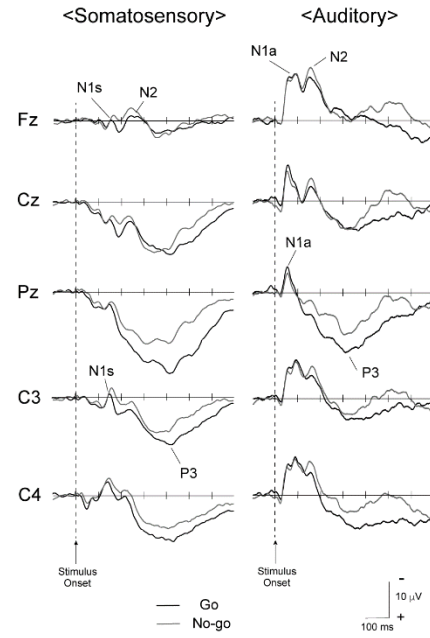 <Somatosensory> <Auditory>
N1a N2
N1s N2
Fz
Cz
N1a
Pz
P3
N1s
C3
P3
C4
Stimulus
Onset
Stimulus
Onset
Go
No-go
-
10 μV
+
100 ms